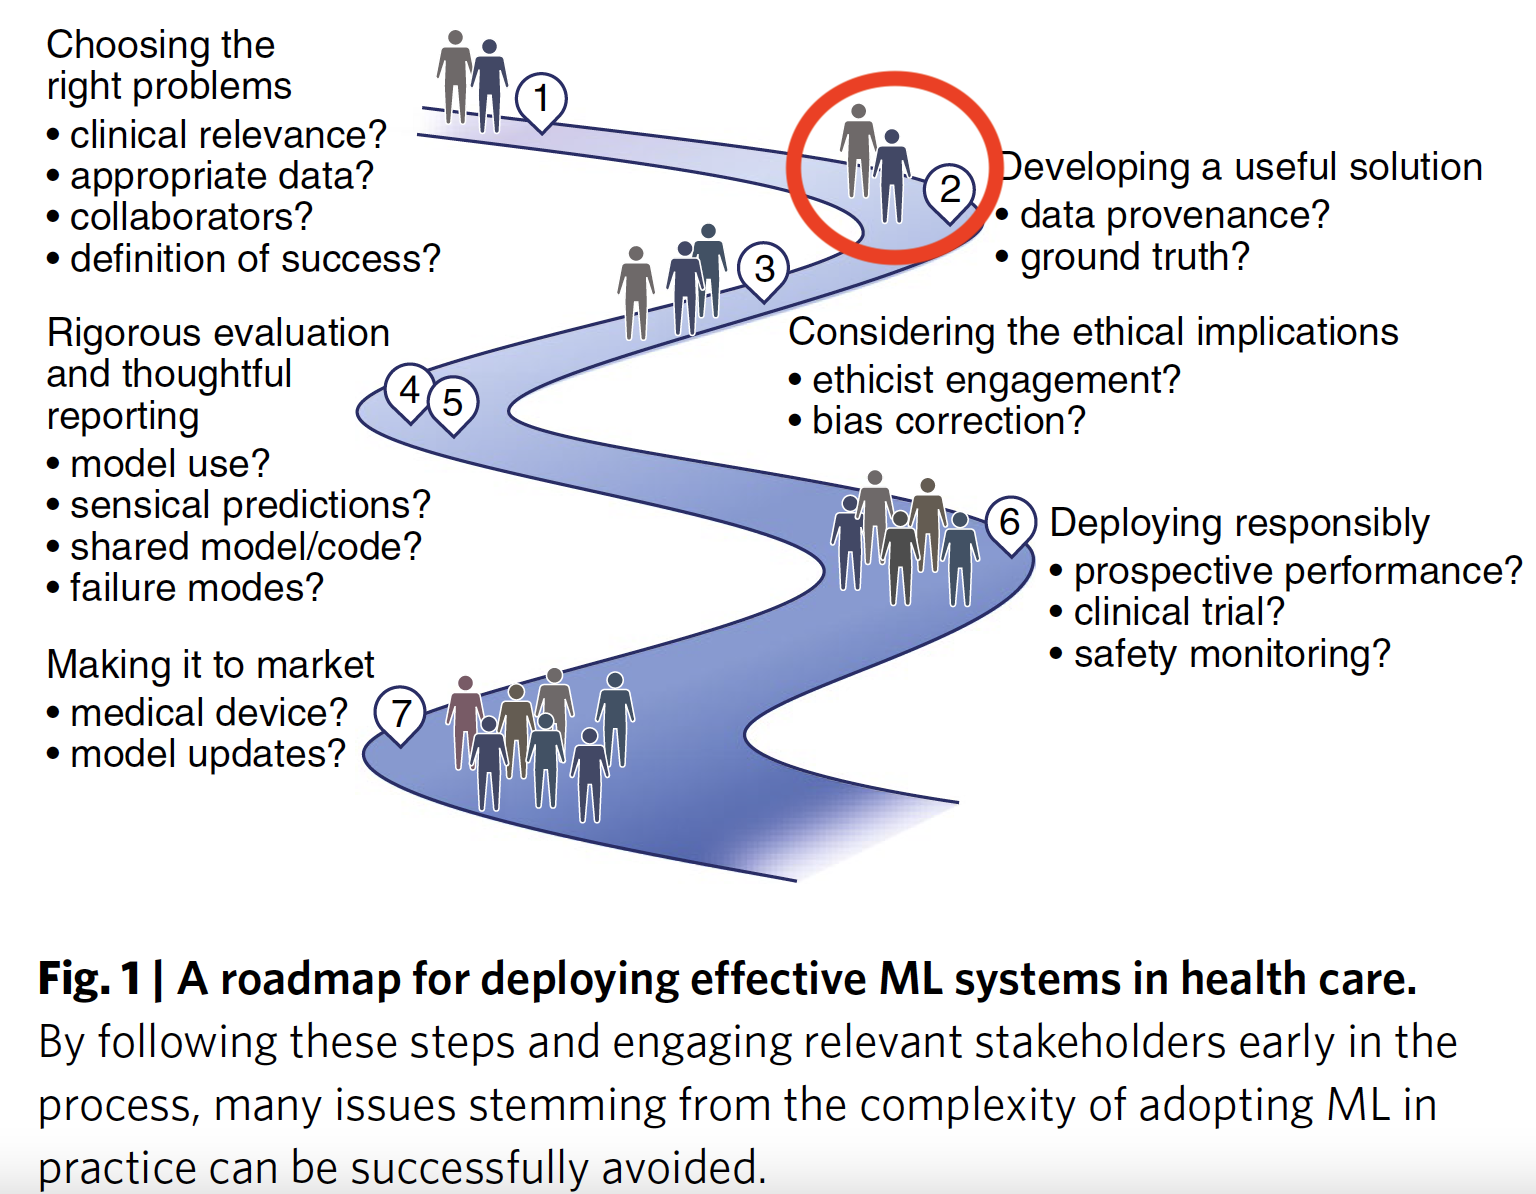 Choosing the
right problems
• clinical relevance?
• appropriate data?
• collaborators?
• definition of success?
1
2
Developing a useful solution
• data provenance?
• ground truth?
3
Considering the ethical implications
• ethicist engagement?
• bias correction?
Rigorous evaluation
and thoughtful
reporting
• model use?
• sensical predictions?
• shared model/code?
• failure modes?
4
5
6
Deploying responsibly
• prospective performance?
• clinical trial?
• safety monitoring?
Making it to market
• medical device?
• model updates?
7
Fig. 1 | A roadmap for deploying effective ML systems in health care.
By following these steps and engaging relevant stakeholders early in the
process, many issues stemming from the complexity of adopting ML in
practice can be successfully avoided.